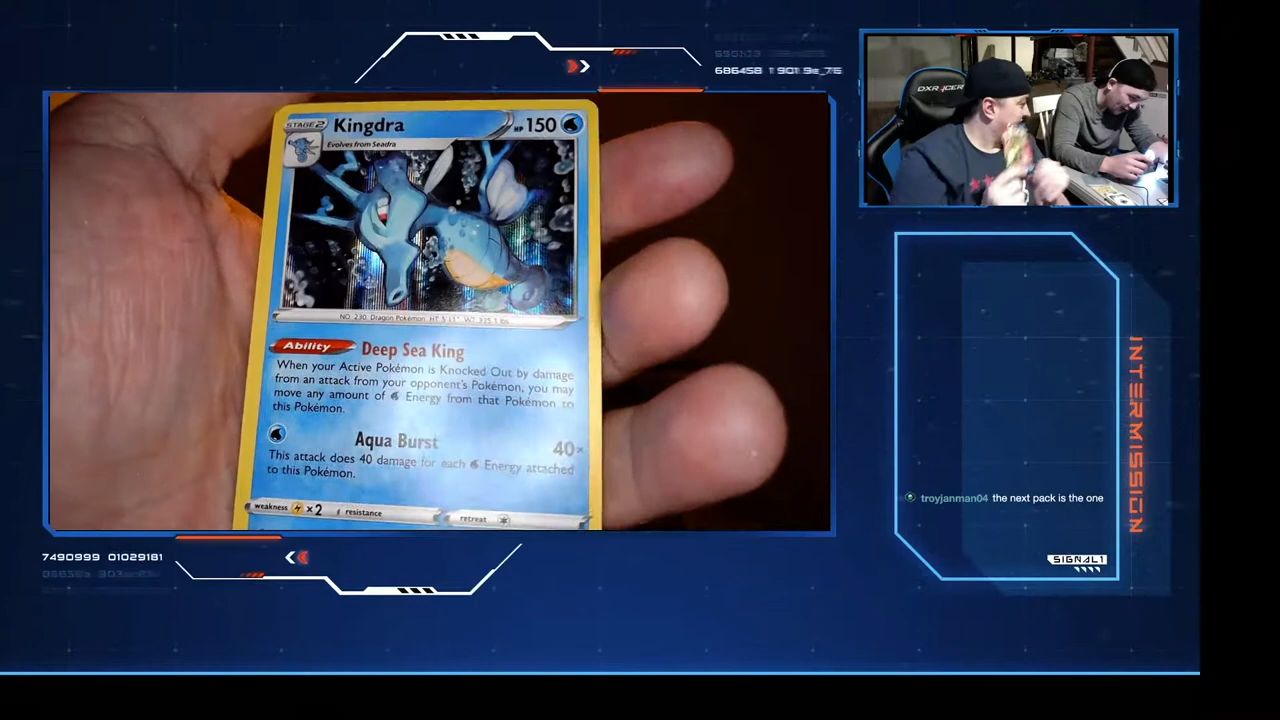 686458 1 901 9e_76
STAGE 2
Kingdra
HP 150
Evolves from Seadra
NO. 230 Dragon Pokémon HT: 5'11" WT: 335.1 lbs.
Ability Deep Sea King
When your Active Pokémon is Knocked Out by damage
from an attack from your opponent's Pokémon, you may
move any amount of Energy from that Pokémon to
this Pokémon.
Aqua Burst 40×
This attack does 40 damage for each Energy attached
to this Pokémon.
weakness ×2 resistance retreat
7490999 01029181
DXRACER
INTERMISSION
troyjanman04 the next pack is the one
SIGNAL1